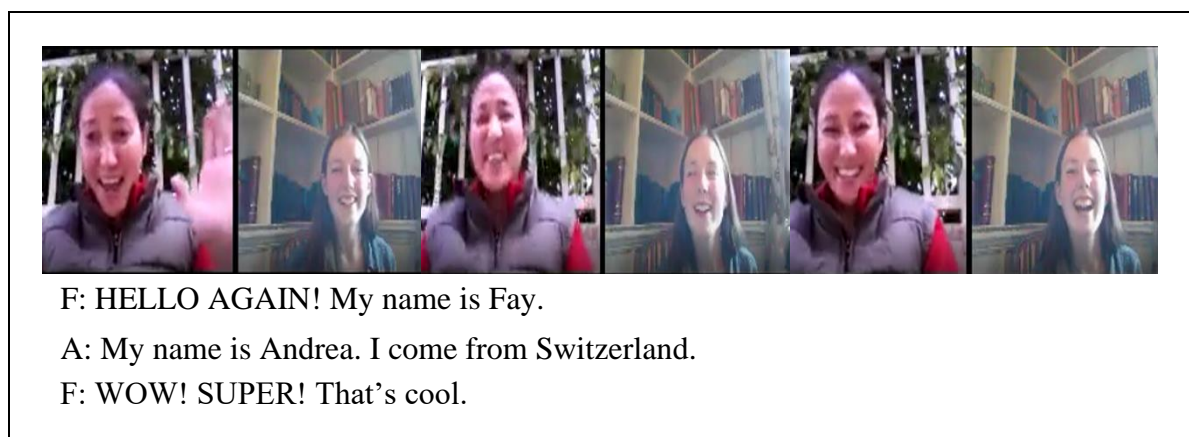 F: HELLO AGAIN! My name is Fay.
A: My name is Andrea. I come from Switzerland.
F: WOW! SUPER! That’s cool.